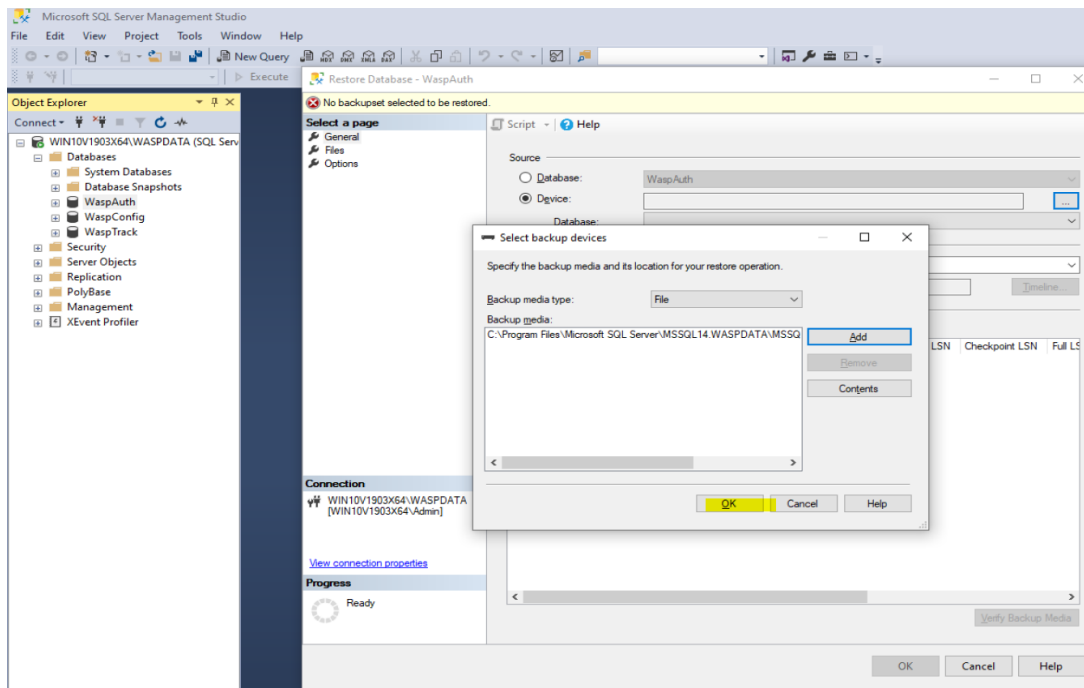 Microsoft SQL Server Management Studio
File Edit View Project Tools Window Help
New Query
Execute
Restore Database - WaspAuth
Object Explorer
No backupset selected to be restored.
Connect
Select a page
General
Files
Options
Script Help
WIN10V1903X64\WASPDATA (SQL Serv
Databases
System Databases
Database Snapshots
WaspAuth
WaspConfig
WaspTrack
Security
Server Objects
Replication
PolyBase
Management
XEvent Profiler
Source
Database: WaspAuth
Device: ...
Database:
Timeline...
LSN Checkpoint LSN Full LS
Select backup devices
Specify the backup media and its location for your restore operation.
Backup media type: File
Backup media:
C:\Program Files\Microsoft SQL Server\MSSQL14.WASPDATA\MSSQ
Add
Remove
Contents
OK Cancel Help
Connection
WIN10V1903X64\WASPDATA
[WIN10V1903X64\Admin]
View connection properties
Progress
Ready
Verify Backup Media
OK Cancel Help